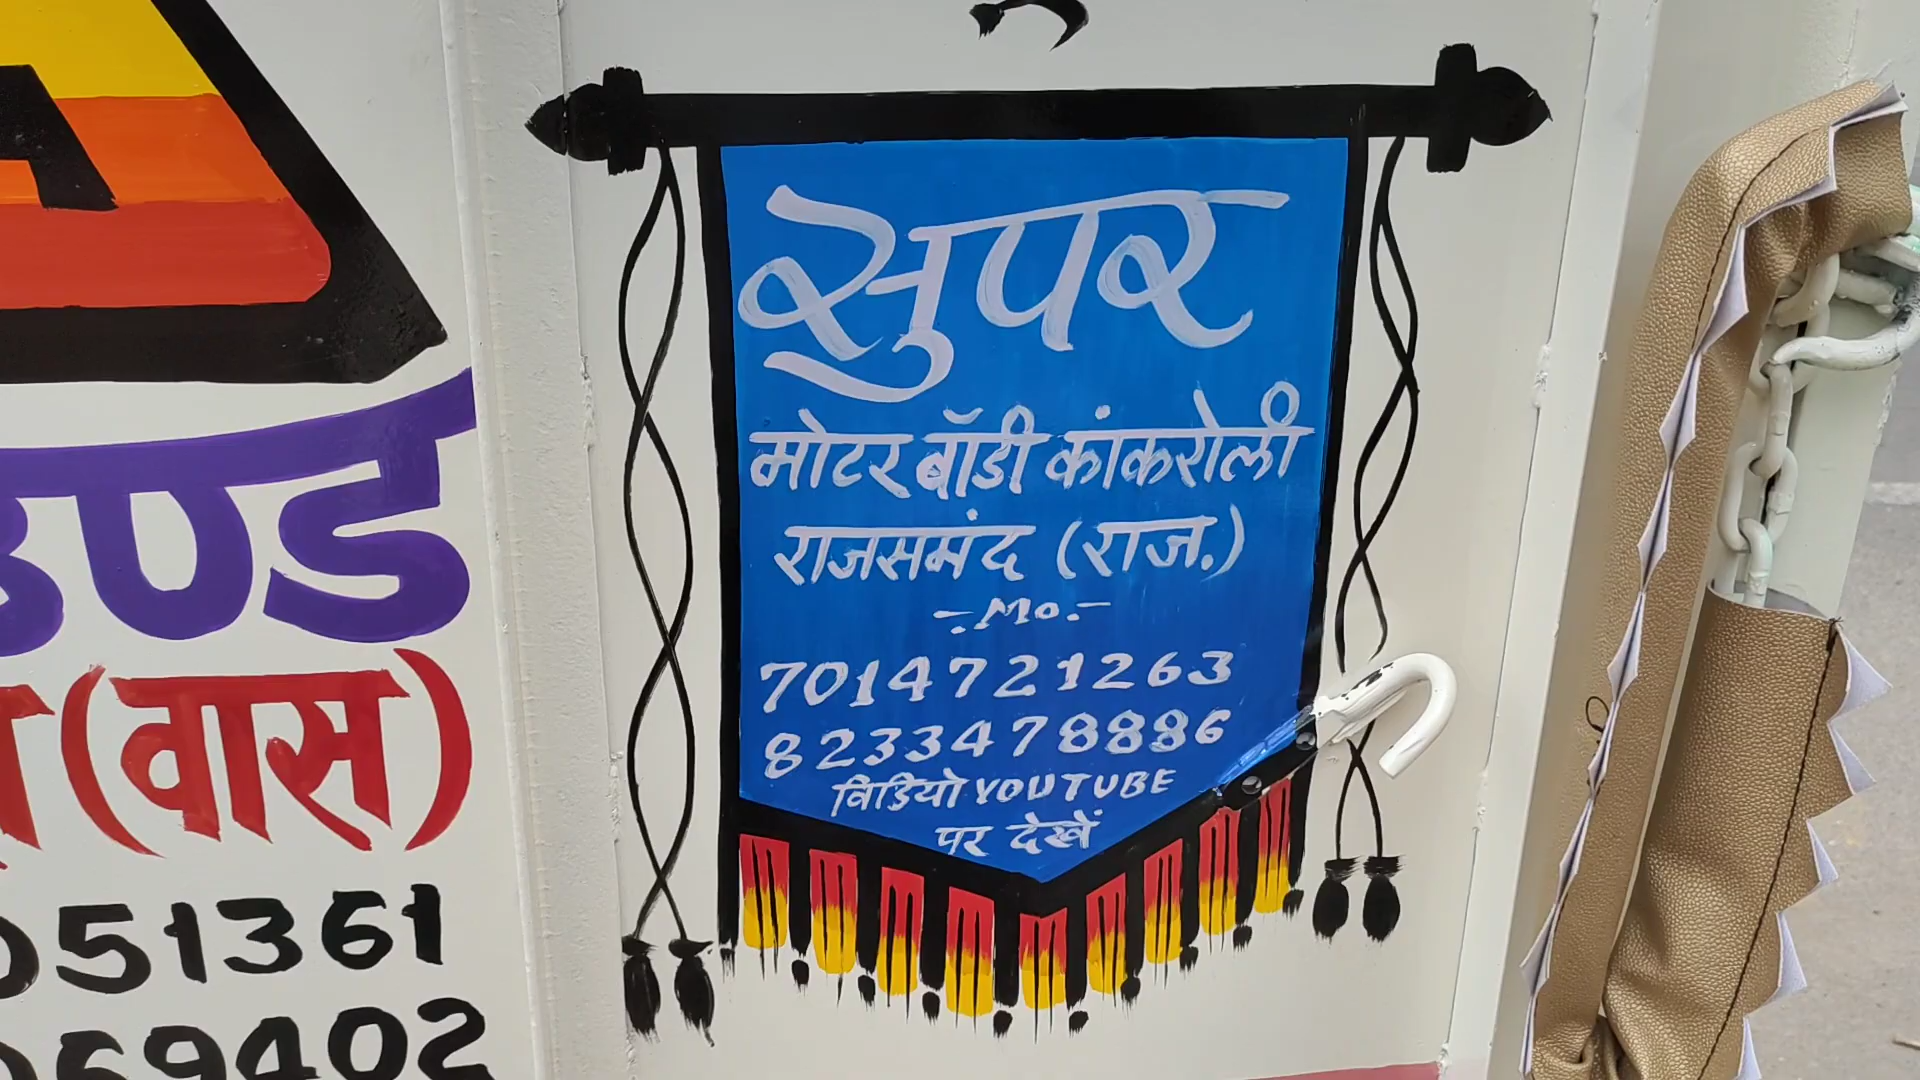 A
ण्ड
(वास)
51361
69402
सुपर
मोटर बॉडी कांकरोली
राजसमंद (राज.)
-: Mo :-
7014721263
8233478886
विडियो YOUTUBE
पर देखें